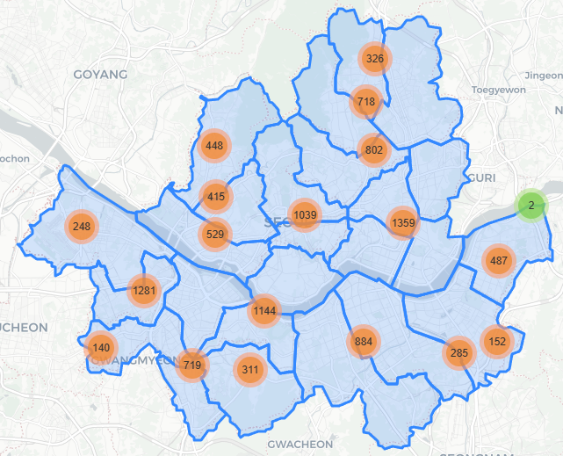 326
GOYANG
Jingeon
Toegyewon
N
718
448
802
ochon
GURI
415
2
1039
SEO
1359
248
529
487
1281
1144
UCHEON
152
884
140
285
WANGMYEON
719
311
GWACHEON
SEONGNAM